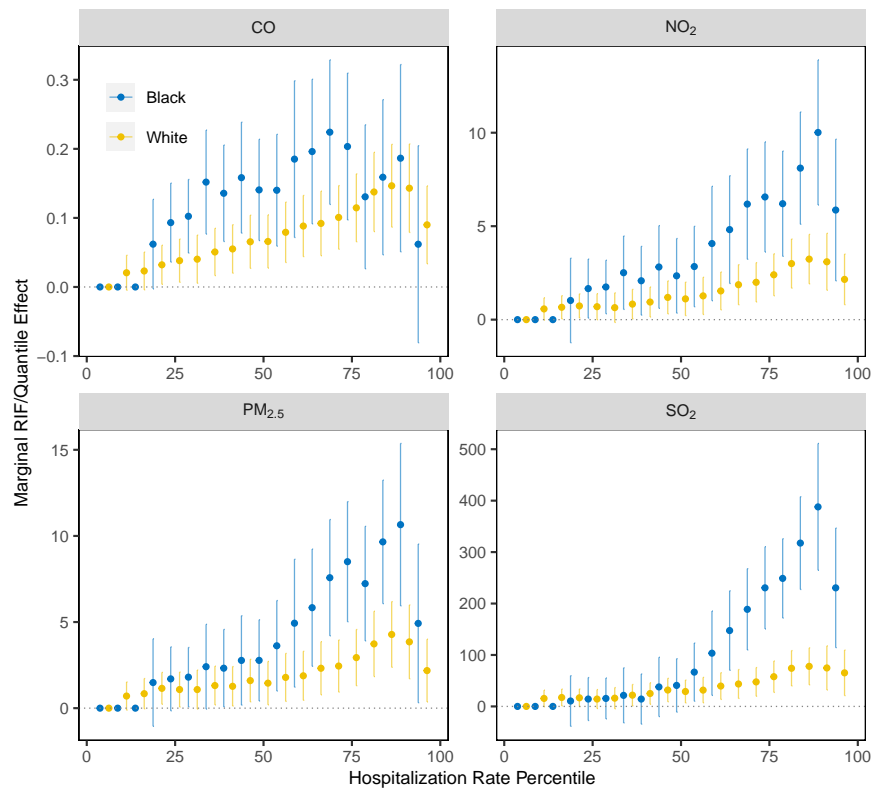 CO
NO2
0.3
0.2
0.1
0.0
−0.1
Black
White
10
5
0
0 25 50 75 100
0 25 50 75 100
PM2.5
SO2
15
10
5
0
500
400
300
200
100
0
0 25 50 75 100
0 25 50 75 100
Marginal RIF/Quantile Effect
Hospitalization Rate Percentile